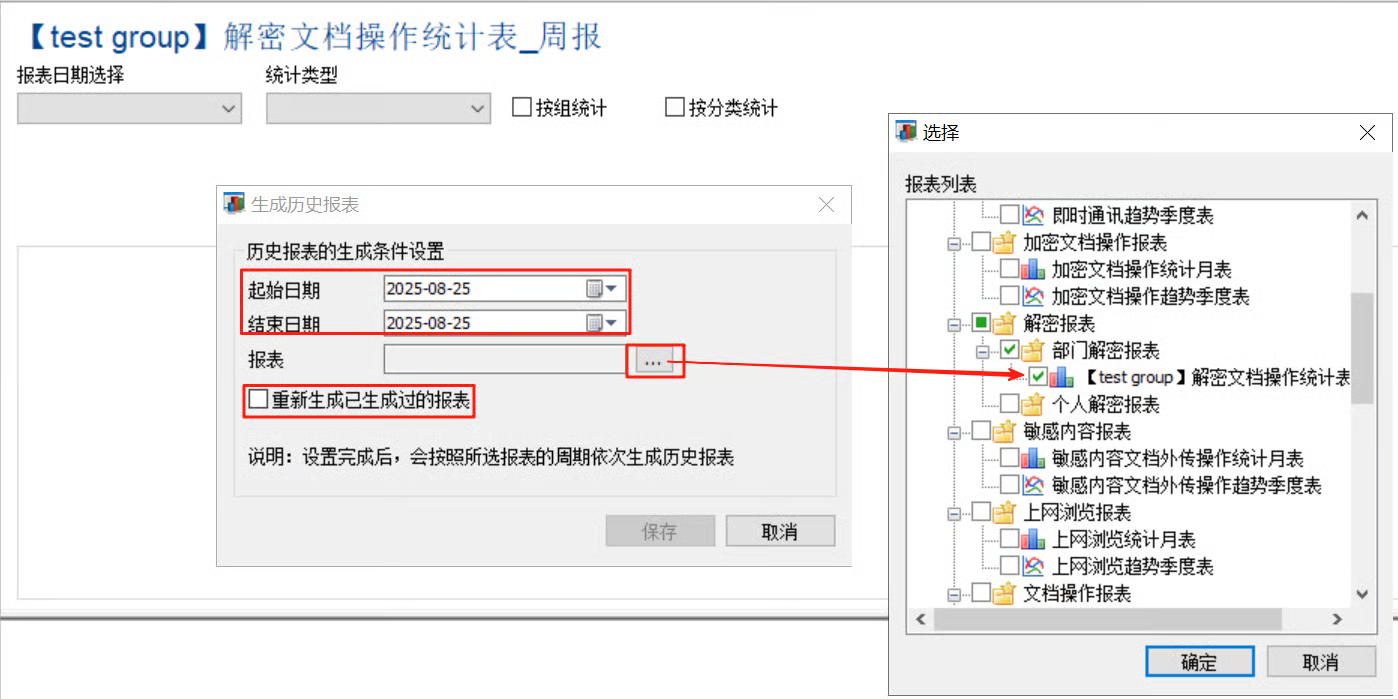 【test group】解密文档操作统计表_周报
报表日期选择
统计类型
按组统计
按分类统计
生成历史报表
历史报表的生成条件设置
起始日期
2025-08-25
结束日期
2025-08-25
报表
...
重新生成已生成过的报表
说明：设置完成后，会按照所选报表的周期依次生成历史报表
保存
取消
选择
报表列表
即时通讯趋势季度表
加密文档操作报表
加密文档操作统计月表
加密文档操作趋势季度表
解密报表
部门解密报表
【test group】解密文档操作统计表
个人解密报表
敏感内容报表
敏感内容文档外传操作统计月表
敏感内容文档外传操作趋势季度表
上网浏览报表
上网浏览统计月表
上网浏览趋势季度表
文档操作报表
确定
取消